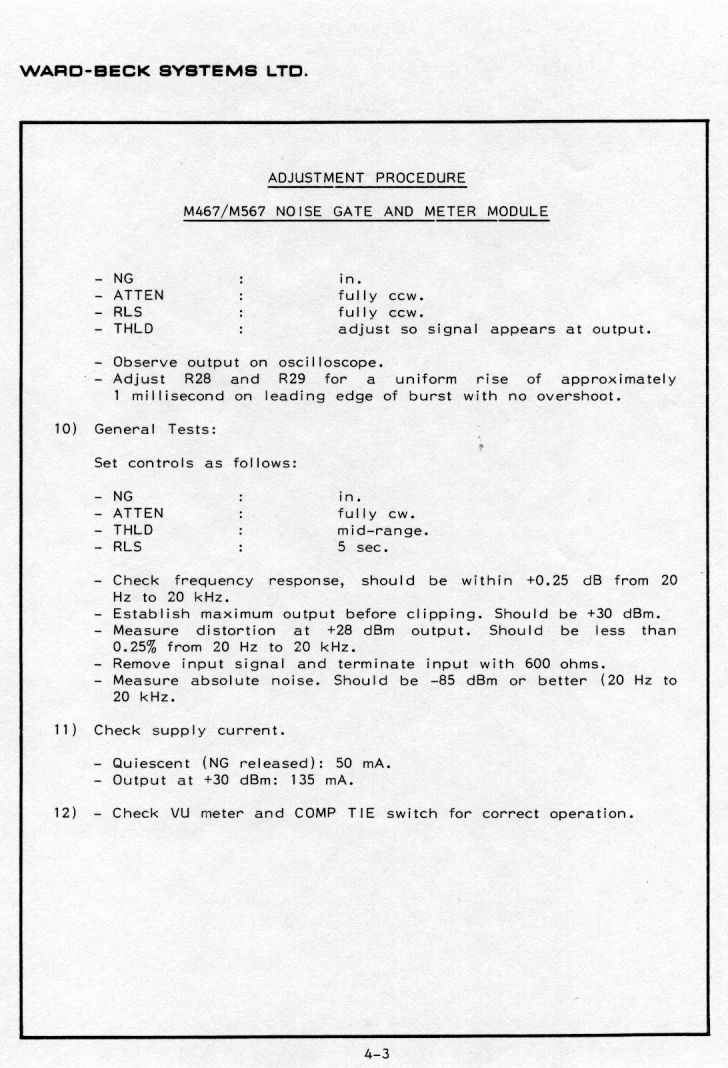 WARD-BECK SYSTEMS LTD.
ADJUSTMENT PROCEDURE
M467/M567 NOISE GATE AND METER MODULE
- NG : in.
- ATTEN : fully ccw.
- RLS : fully ccw.
- THLD : adjust so signal appears at output.
- Observe output on oscilloscope.
- Adjust R28 and R29 for a uniform rise of approximately
1 millisecond on leading edge of burst with no overshoot.
10) General Tests:
Set controls as follows:
- NG : in.
- ATTEN : fully cw.
- THLD : mid-range.
- RLS : 5 sec.
- Check frequency response, should be within +0.25 dB from 20
Hz to 20 kHz.
- Establish maximum output before clipping. Should be +30 dBm.
- Measure distortion at +28 dBm output. Should be less than
0.25% from 20 Hz to 20 kHz.
- Remove input signal and terminate input with 600 ohms.
- Measure absolute noise. Should be -85 dBm or better (20 Hz to
20 kHz.
11) Check supply current.
- Quiescent (NG released): 50 mA.
- Output at +30 dBm: 135 mA.
12) - Check VU meter and COMP TIE switch for correct operation.
4-3